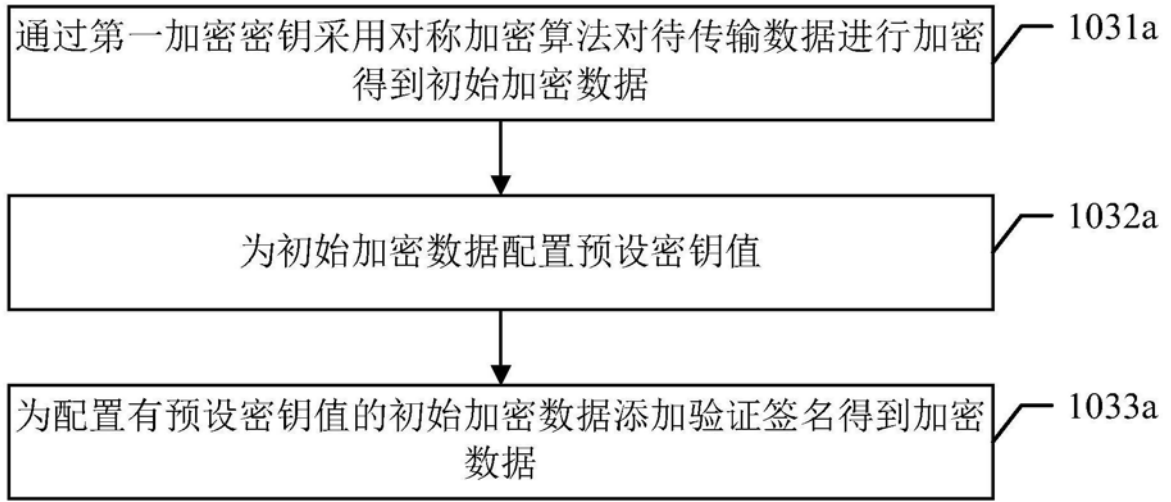 通过第一加密密钥采用对称加密算法对待传输数据进行加密
得到初始加密数据
1031a
为初始加密数据配置预设密钥值
1032a
为配置有预设密钥值的初始加密数据添加验证签名得到加密
数据
1033a